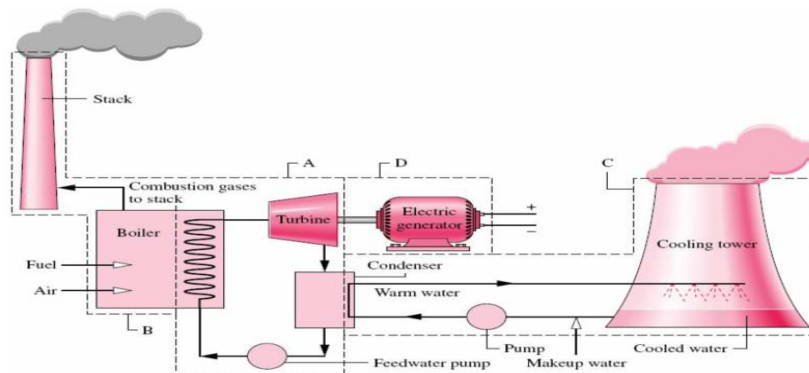 Stack
A
D
C
Combustion gases
to stack
Turbine
Electric
generator
+
−
Boiler
Cooling tower
Condenser
Fuel
Warm water
Air
B
Pump
Feedwater pump
Makeup water
Cooled water